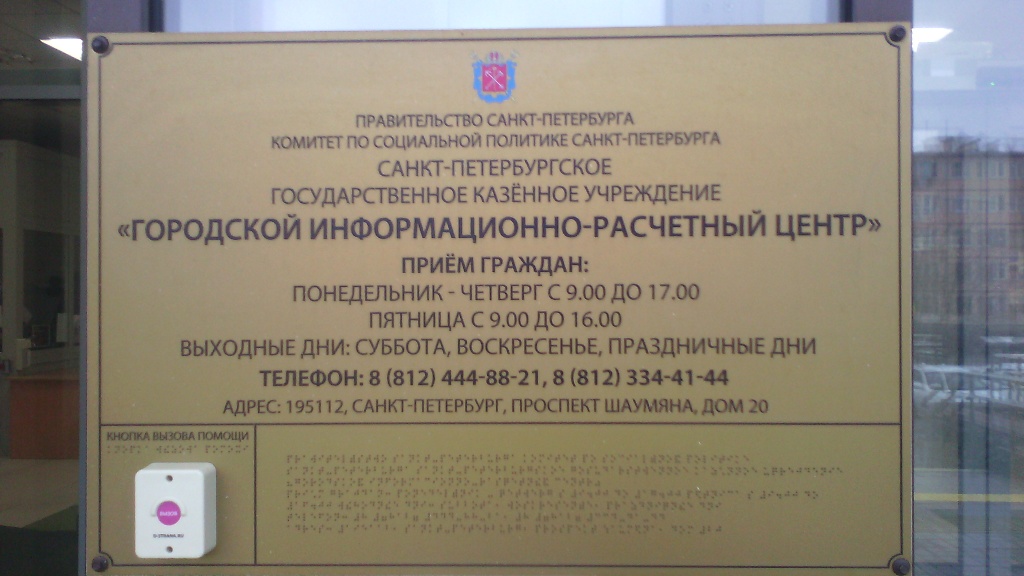 ПРАВИТЕЛЬСТВО САНКТ-ПЕТЕРБУРГА
КОМИТЕТ ПО СОЦИАЛЬНОЙ ПОЛИТИКЕ САНКТ-ПЕТЕРБУРГА
САНКТ-ПЕТЕРБУРГСКОЕ
ГОСУДАРСТВЕННОЕ КАЗЁННОЕ УЧРЕЖДЕНИЕ
«ГОРОДСКОЙ ИНФОРМАЦИОННО-РАСЧЕТНЫЙ ЦЕНТР»
ПРИЁМ ГРАЖДАН:
ПОНЕДЕЛЬНИК - ЧЕТВЕРГ С 9.00 ДО 17.00
ПЯТНИЦА С 9.00 ДО 16.00
ВЫХОДНЫЕ ДНИ: СУББОТА, ВОСКРЕСЕНЬЕ, ПРАЗДНИЧНЫЕ ДНИ
ТЕЛЕФОН: 8 (812) 444-88-21, 8 (812) 334-41-44
АДРЕС: 195112, САНКТ-ПЕТЕРБУРГ, ПРОСПЕКТ ШАУМЯНА, ДОМ 20
КНОПКА ВЫЗОВА ПОМОЩИ